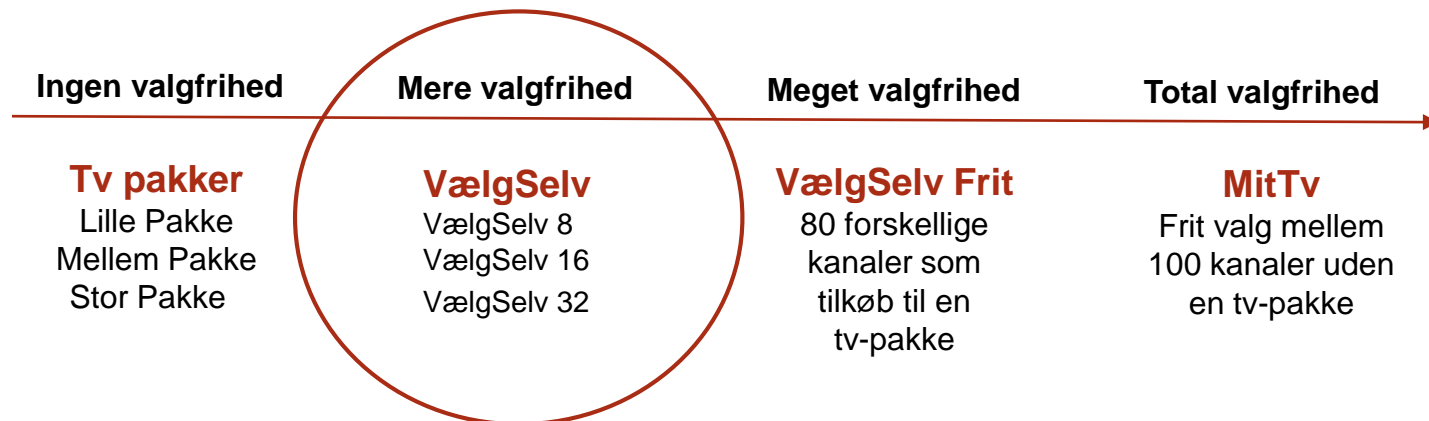 Ingen valgfrihed
Mere valgfrihed
Meget valgfrihed
Total valgfrihed
Tv pakker
Lille Pakke
Mellem Pakke
Stor Pakke
VælgSelv
VælgSelv 8
VælgSelv 16
VælgSelv 32
VælgSelv Frit
80 forskellige
kanaler som
tilkøb til en
tv-pakke
MitTv
Frit valg mellem
100 kanaler uden
en tv-pakke